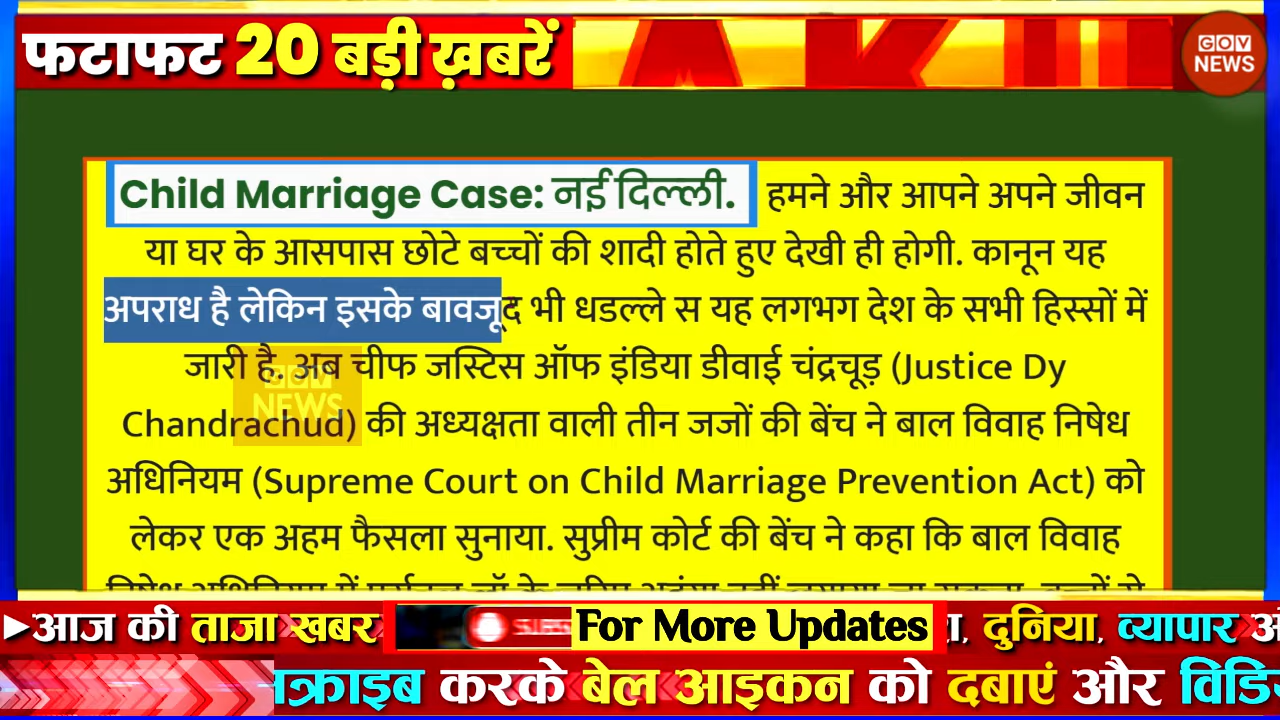 फटाफट 20 बड़ी ख़बरें
GOV
NEWS
Child Marriage Case: नई दिल्ली. हमने और आपने अपने जीवन
या घर के आसपास छोटे बच्चों की शादी होते हुए देखी ही होगी. कानून यह
अपराध है लेकिन इसके बावजूद भी धडल्ले स यह लगभग देश के सभी हिस्सों में
जारी है. अब चीफ जस्टिस ऑफ इंडिया डीवाई चंद्रचूड़ (Justice Dy
Chandrachud) की अध्यक्षता वाली तीन जजों की बेंच ने बाल विवाह निषेध
अधिनियम (Supreme Court on Child Marriage Prevention Act) को
लेकर एक अहम फैसला सुनाया. सुप्रीम कोर्ट की बेंच ने कहा कि बाल विवाह
GOV
NEWS
आज की ताजा खबर For More Updates दुनिया, व्यापार
करके बेल आइकन को दबाएं और